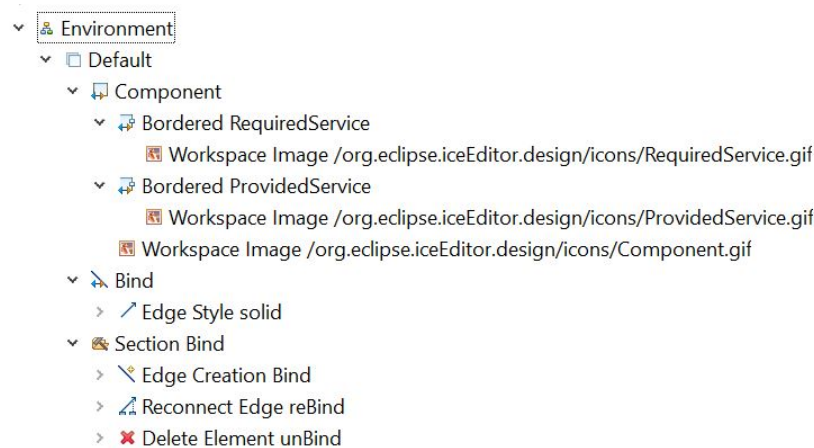 Environment
Default
Component
Bordered RequiredService
Workspace Image /org.eclipse.iceEditor.design/icons/RequiredService.gif
Bordered ProvidedService
Workspace Image /org.eclipse.iceEditor.design/icons/ProvidedService.gif
Workspace Image /org.eclipse.iceEditor.design/icons/Component.gif
Bind
Edge Style solid
Section Bind
Edge Creation Bind
Reconnect Edge reBind
Delete Element unBind